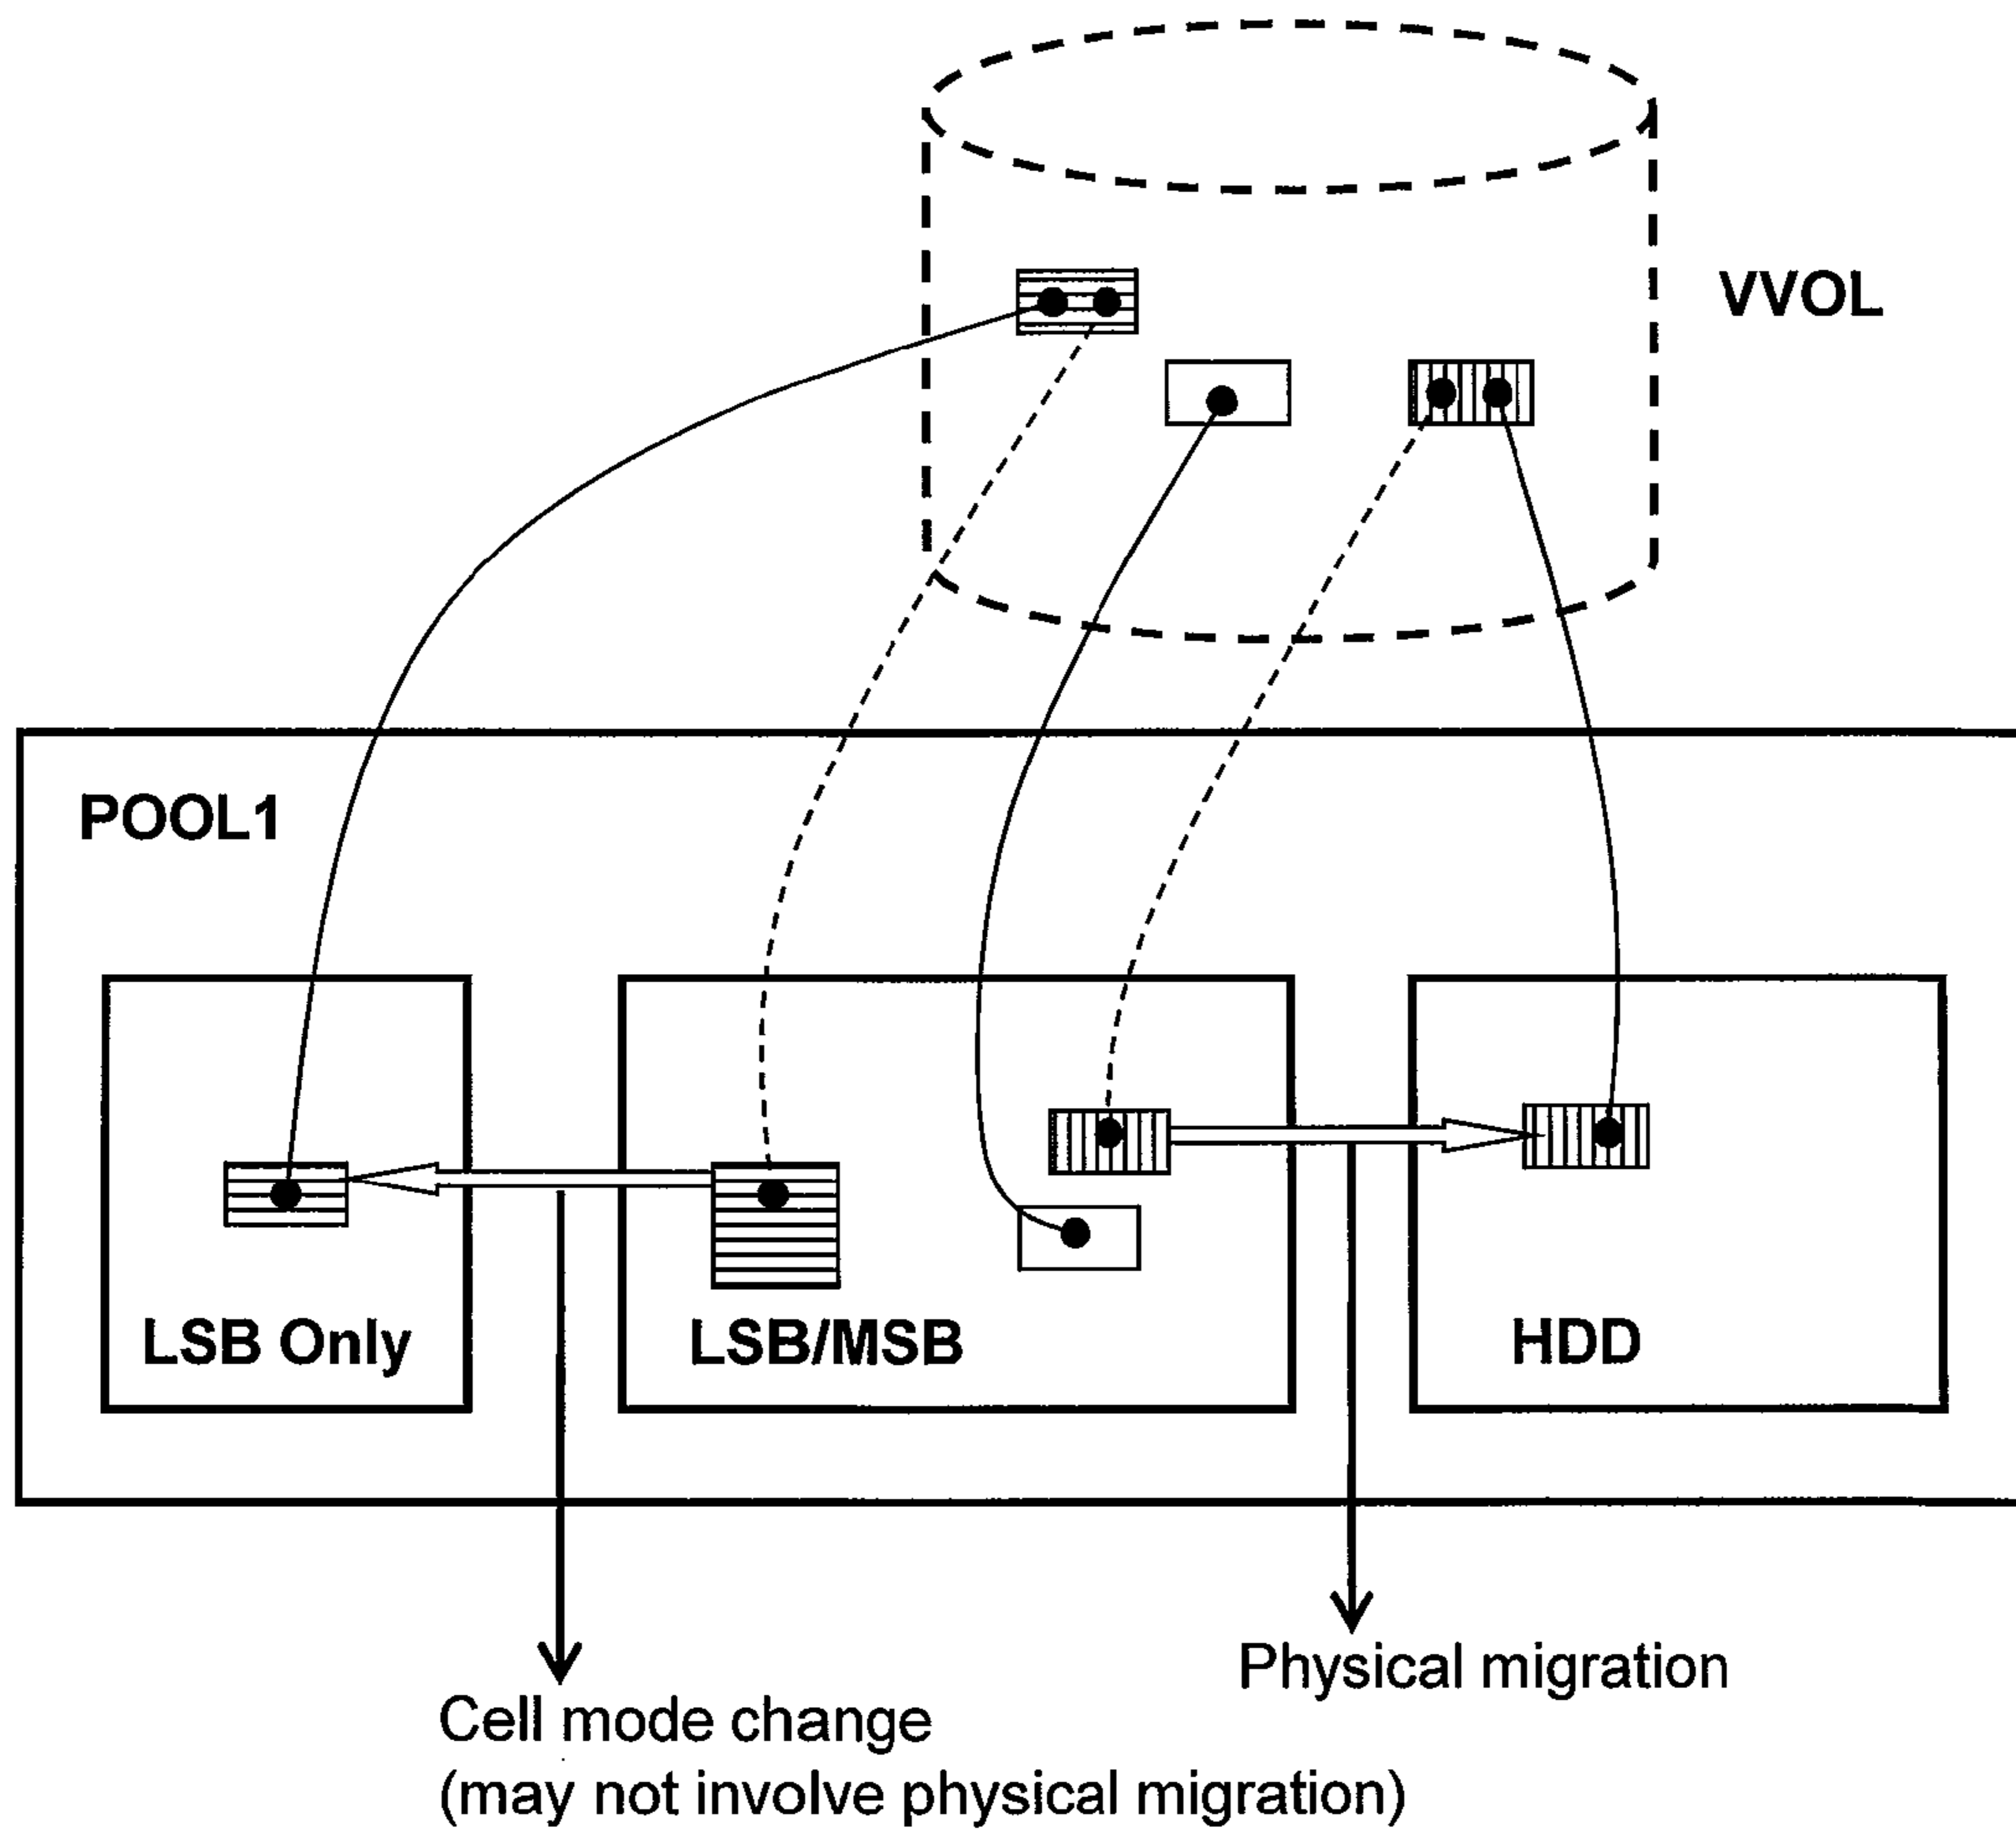 VVOL
POOL1
LSB Only
LSB/MSB
HDD
Physical migration
Cell mode change
(may not involve physical migration)